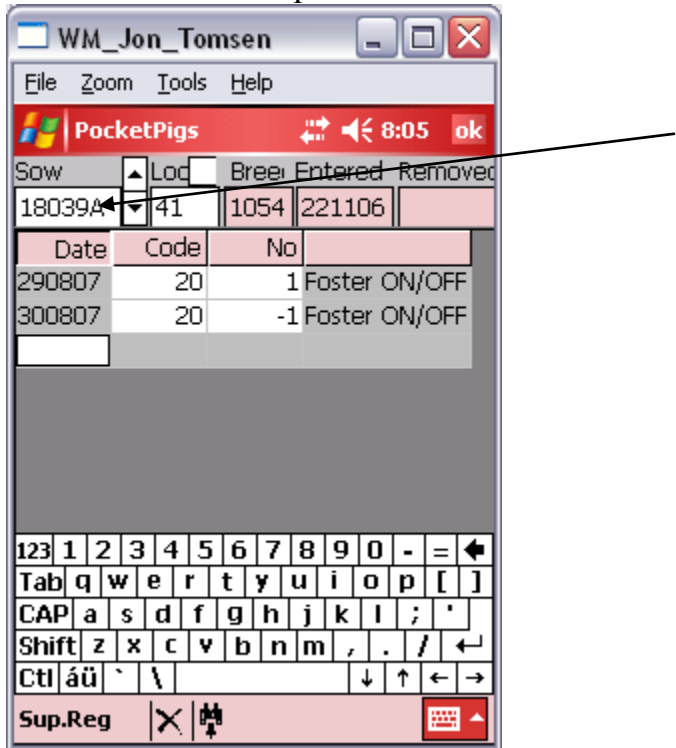 WM_Jon_Tomsen
File Zoom Tools Help
PocketPigs 8:05 ok
Sow Loc Breei Entered Removed
18039A 41 1054 221106
Date Code No
290807 20 1 Foster ON/OFF
300807 20 -1 Foster ON/OFF
123 1 2 3 4 5 6 7 8 9 0 - =
Tab q w e r t y u i o p [ ]
CAP a s d f g h j k l ; '
Shift z x c v b n m , . / ↵
Ctl áü ` \ ↓ ↑ ← →
Sup.Reg